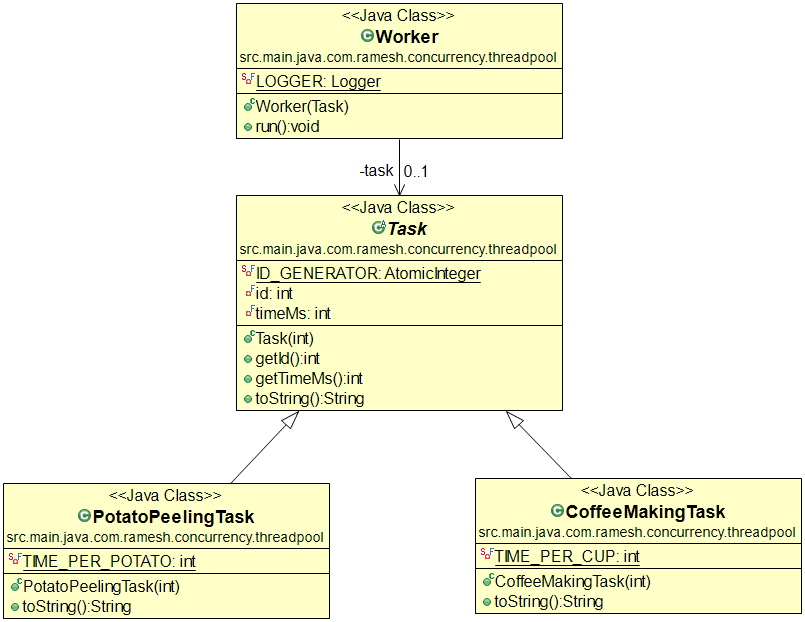 <<Java Class>>
Worker
src.main.java.com.ramesh.concurrency.threadpool
LOGGER: Logger
Worker(Task)
run():void
-task 0..1
<<Java Class>>
Task
src.main.java.com.ramesh.concurrency.threadpool
ID_GENERATOR: AtomicInteger
id: int
timeMs: int
Task(int)
getId():int
getTimeMs():int
toString():String
<<Java Class>>
PotatoPeelingTask
src.main.java.com.ramesh.concurrency.threadpool
TIME_PER_POTATO: int
PotatoPeelingTask(int)
toString():String
<<Java Class>>
CoffeeMakingTask
src.main.java.com.ramesh.concurrency.threadpool
TIME_PER_CUP: int
CoffeeMakingTask(int)
toString():String